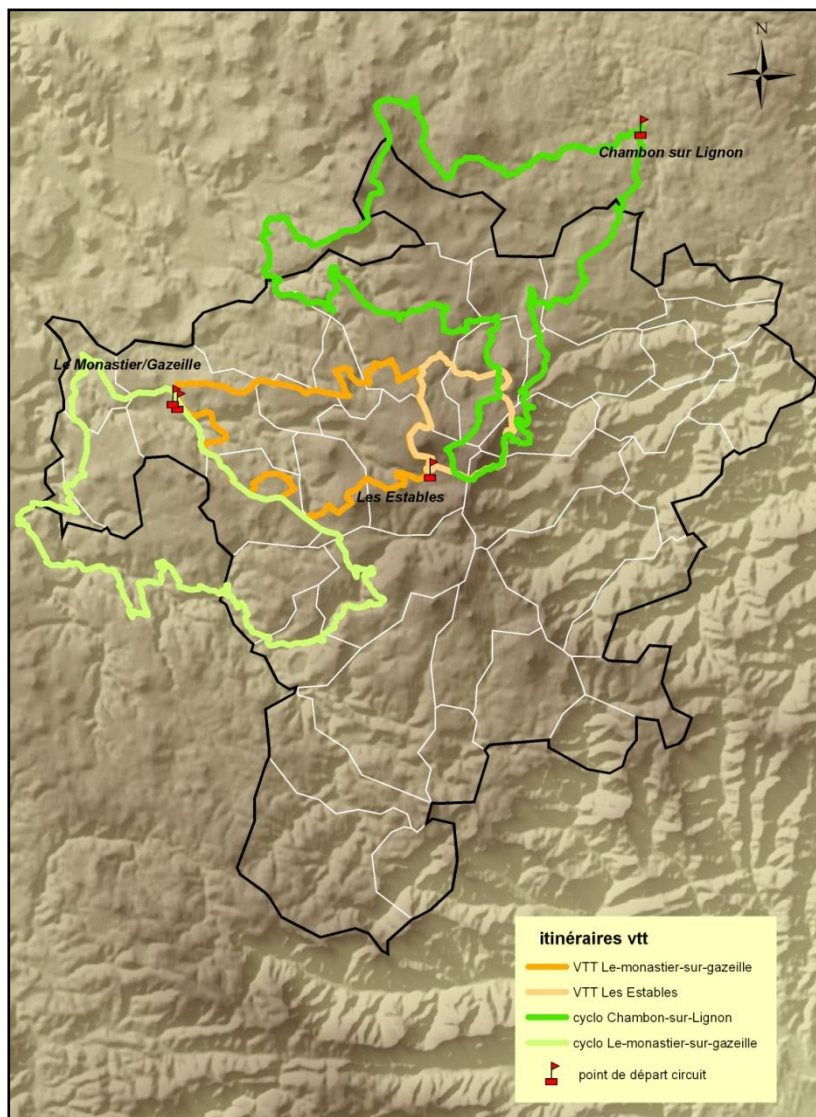 N
Chambon sur Lignon
Le Monastier/Gazeille
Les Estables
itinéraires vtt
VTT Le-monastier-sur-gazeille
VTT Les Estables
cyclo Chambon-sur-Lignon
cyclo Le-monastier-sur-gazeille
point de départ circuit